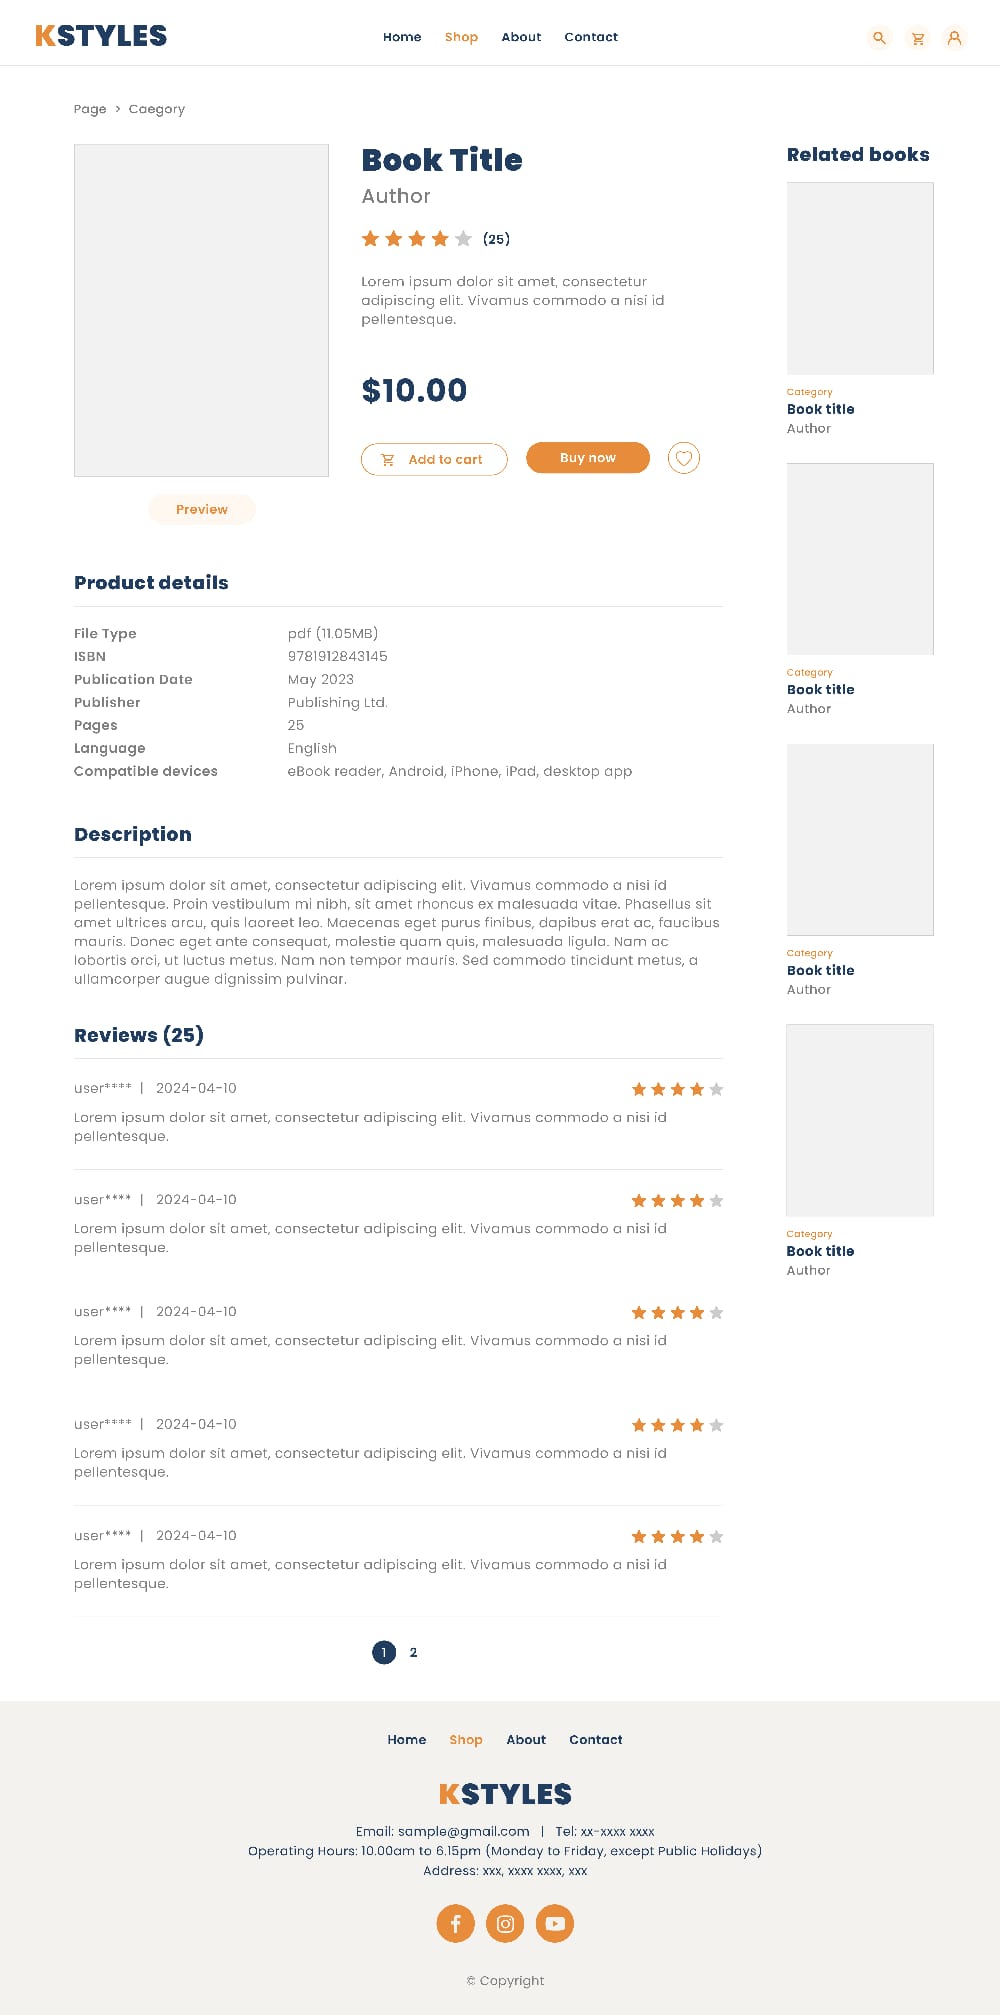 KSTYLES
Home Shop About Contact
Page > Caegory
Book Title
Author
(25)
Lorem ipsum dolor sit amet, consectetur
adipiscing elit. Vivamus commodo a nisi id
pellentesque.
$10.00
Add to cart
Buy now
Preview
Product details
File Type pdf (11.05MB)
ISBN 9781912843145
Publication Date May 2023
Publisher Publishing Ltd.
Pages 25
Language English
Compatible devices eBook reader, Android, iPhone, iPad, desktop app
Description
Lorem ipsum dolor sit amet, consectetur adipiscing elit. Vivamus commodo a nisi id
pellentesque. Proin vestibulum mi nibh, sit amet rhoncus ex malesuada vitae. Phasellus sit
amet ultrices arcu, quis laoreet leo. Maecenas eget purus finibus, dapibus erat ac, faucibus
mauris. Donec eget ante consequat, molestie quam quis, malesuada ligula. Nam ac
lobortis orci, ut luctus metus. Nam non tempor mauris. Sed commodo tincidunt metus, a
ullamcorper augue dignissim pulvinar.
Reviews (25)
user**** | 2024-04-10
Lorem ipsum dolor sit amet, consectetur adipiscing elit. Vivamus commodo a nisi id
pellentesque.
user**** | 2024-04-10
Lorem ipsum dolor sit amet, consectetur adipiscing elit. Vivamus commodo a nisi id
pellentesque.
user**** | 2024-04-10
Lorem ipsum dolor sit amet, consectetur adipiscing elit. Vivamus commodo a nisi id
pellentesque.
user**** | 2024-04-10
Lorem ipsum dolor sit amet, consectetur adipiscing elit. Vivamus commodo a nisi id
pellentesque.
user**** | 2024-04-10
Lorem ipsum dolor sit amet, consectetur adipiscing elit. Vivamus commodo a nisi id
pellentesque.
1 2
Related books
Category
Book title
Author
Category
Book title
Author
Category
Book title
Author
Category
Book title
Author
Home Shop About Contact
KSTYLES
Email: sample@gmail.com | Tel: xx-xxxx xxxx
Operating Hours: 10.00am to 6.15pm (Monday to Friday, except Public Holidays)
Address: xxx, xxxx xxxx, xxx
© Copyright